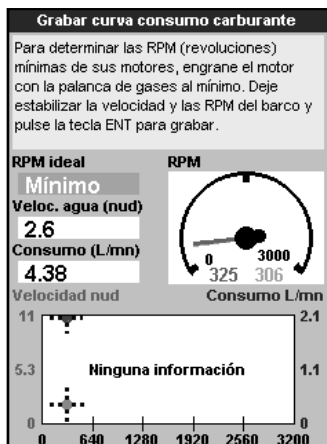 Grabar curva consumo carburante
Para determinar las RPM (revoluciones)
mínimas de sus motores, engrane el motor
con la palanca de gases al mínimo. Deje
estabilizar la velocidad y las RPM del barco y
pulse la tecla ENT para grabar.
RPM ideal
RPM
Mínimo
Veloc. agua (nud)
2.6
Consumo (L/mn)
4.38
0
3000
325
306
Velocidad nud
Consumo L/mn
11
2.1
5.3
Ninguna información
1.1
0
0
0
640
1280
1920
2560
3200